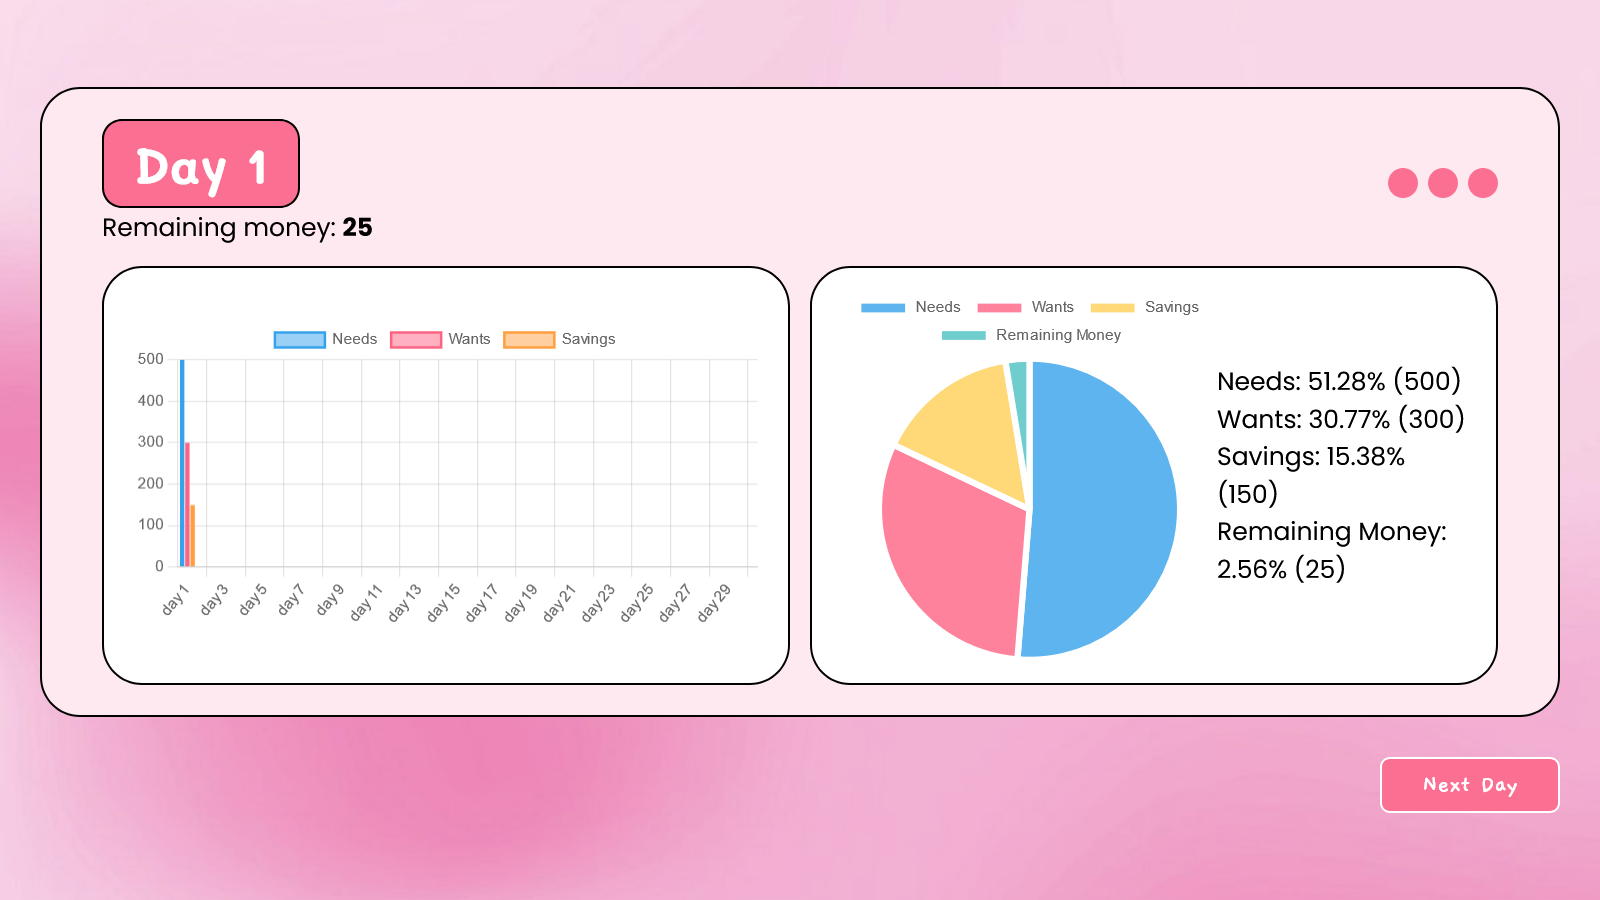 Day 1
Remaining money: 25
Needs Wants Savings
500
400
300
200
100
0
day 1 day 3 day 5 day 7 day 9 day 11 day 13 day 15 day 17 day 19 day 21 day 23 day 25 day 27 day 29
Needs Wants Savings
Remaining Money
Needs: 51.28% (500)
Wants: 30.77% (300)
Savings: 15.38%
(150)
Remaining Money:
2.56% (25)
Next Day